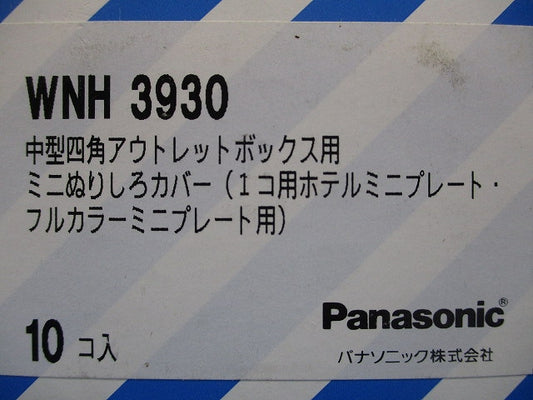 WNH 3930
中型四角アウトレットボックス用
ミニぬりしろカバー（１コ用ホテルミニプレート・
フルカラーミニプレート用）
10 コ入
Panasonic®
パナソニック株式会社